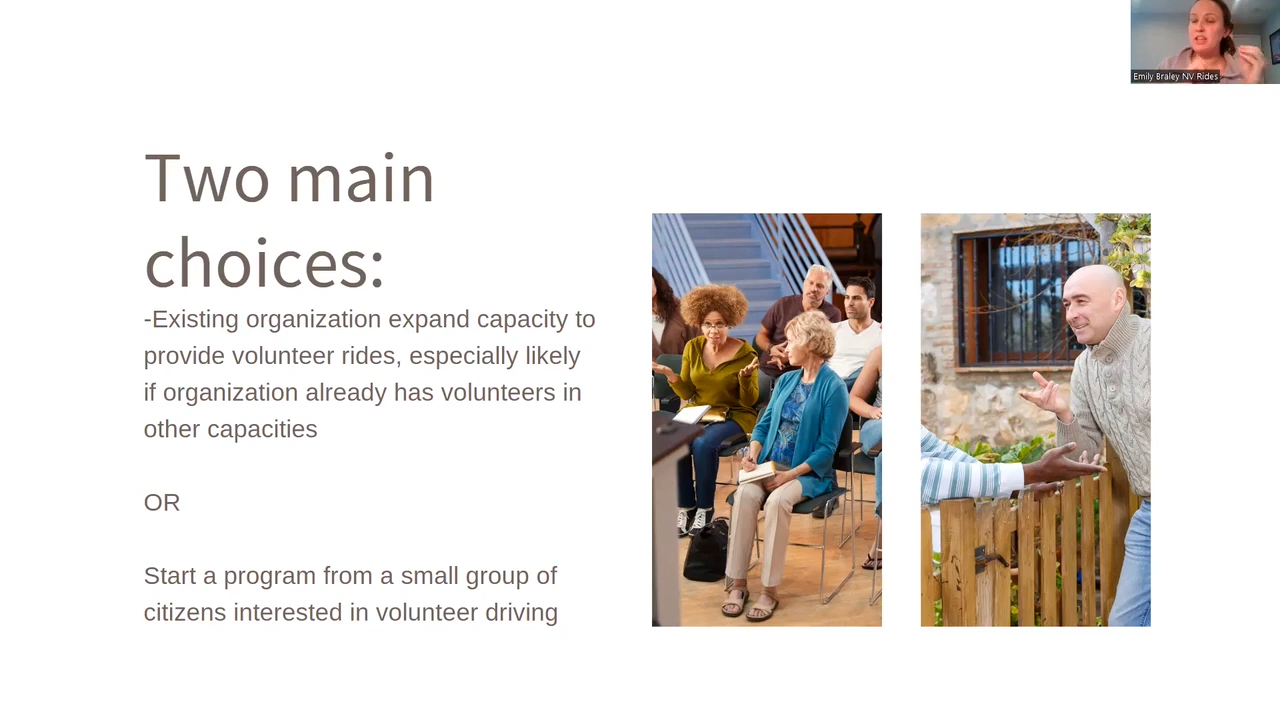 Emily Braley NV Rides
Two main
choices:
-Existing organization expand capacity to
provide volunteer rides, especially likely
if organization already has volunteers in
other capacities
OR
Start a program from a small group of
citizens interested in volunteer driving